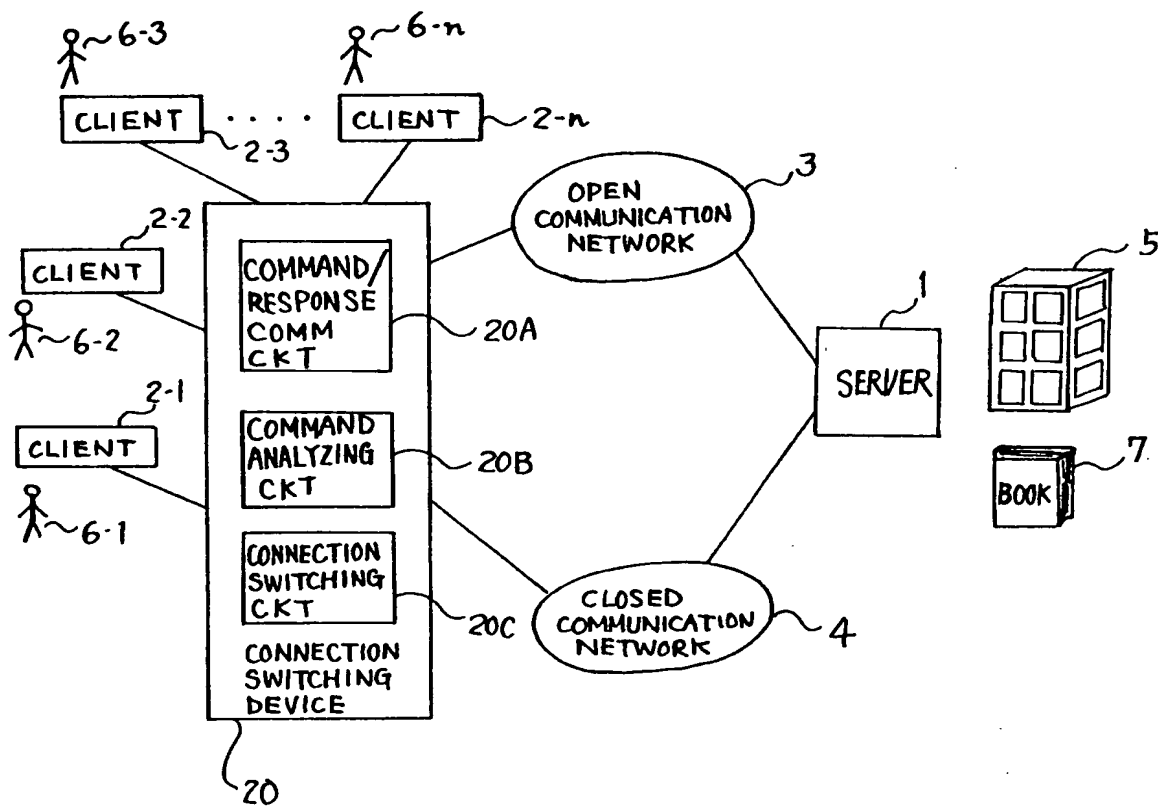 6-3
6-n
CLIENT
. . . .
CLIENT
2-3
2-n
3
OPEN
COMMUNICATION
NETWORK
2-2
CLIENT
6-2
COMMAND/
RESPONSE
COMM
CKT
20A
5
1
SERVER
2-1
CLIENT
6-1
COMMAND
ANALYZING
CKT
20B
7
BOOK
CONNECTION
SWITCHING
CKT
20C
CLOSED
COMMUNICATION
NETWORK
4
CONNECTION
SWITCHING
DEVICE
20